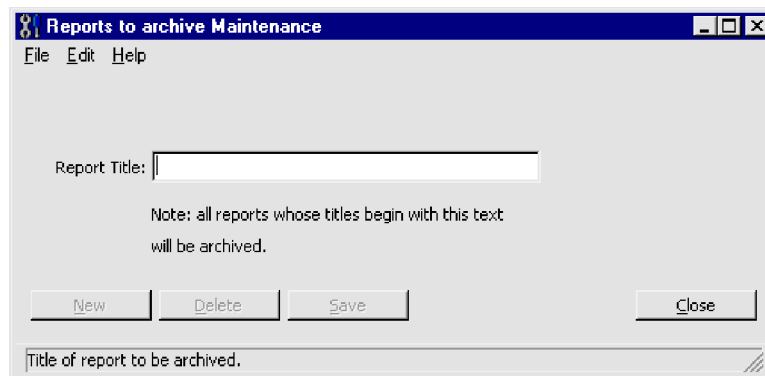 Reports to archive Maintenance
File Edit Help
Report Title:
Note: all reports whose titles begin with this text
will be archived.
New Delete Save Close
Title of report to be archived.